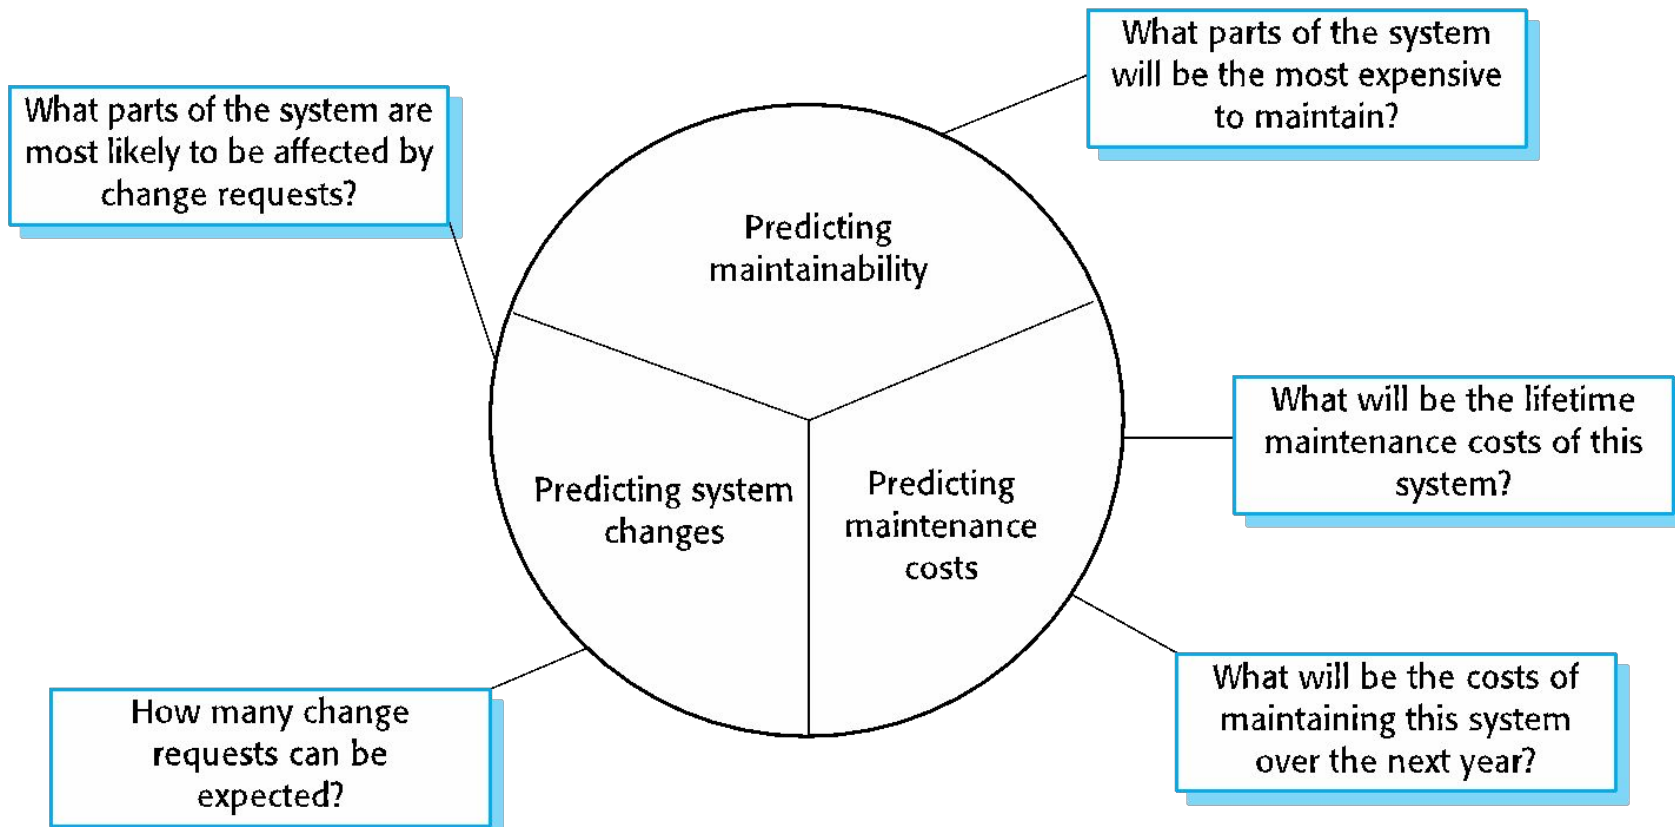 What parts of the system
will be the most expensive
to maintain?
What parts of the system are
most likely to be affected by
change requests?
Predicting
maintainability
What will be the lifetime
maintenance costs of this
system?
Predicting system
changes
Predicting
maintenance
costs
What will be the costs of
maintaining this system
over the next year?
How many change
requests can be
expected?